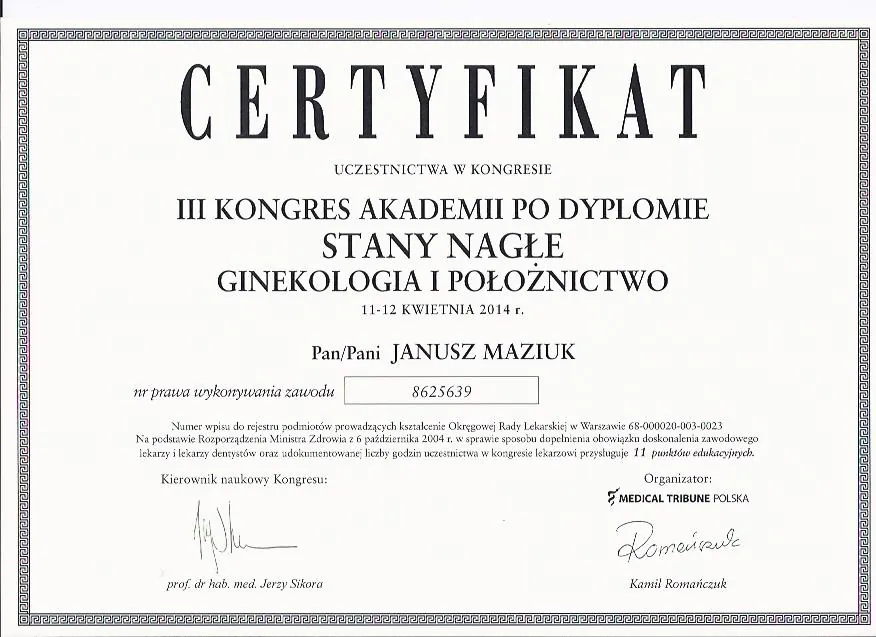 CERTYFIKAT
UCZESTNICTWA W KONGRESIE
III KONGRES AKADEMII PO DYPLOMIE
STANY NAGŁE
GINEKOLOGIA I POŁOŻNICTWO
11-12 KWIETNIA 2014 r.
Pan/Pani JANUSZ MAZIUK
nr prawa wykonywania zawodu 8625639
Numer wpisu do rejestru podmiotów prowadzących kształcenie Okręgowej Rady Lekarskiej w Warszawie 68-000020-003-0023
Na podstawie Rozporządzenia Ministra Zdrowia z 6 października 2004 r. w sprawie sposobu dopełnienia obowiązku doskonalenia zawodowego
lekarzy i lekarzy dentystów oraz udokumentowanej liczby godzin uczestnictwa w kongresie lekarzowi przysługuje 11 punktów edukacyjnych.
Kierownik naukowy Kongresu:
Organizator:
MEDICAL TRIBUNE POLSKA
Romańczuk
prof. dr hab. med. Jerzy Sikora
Kamil Romańczuk